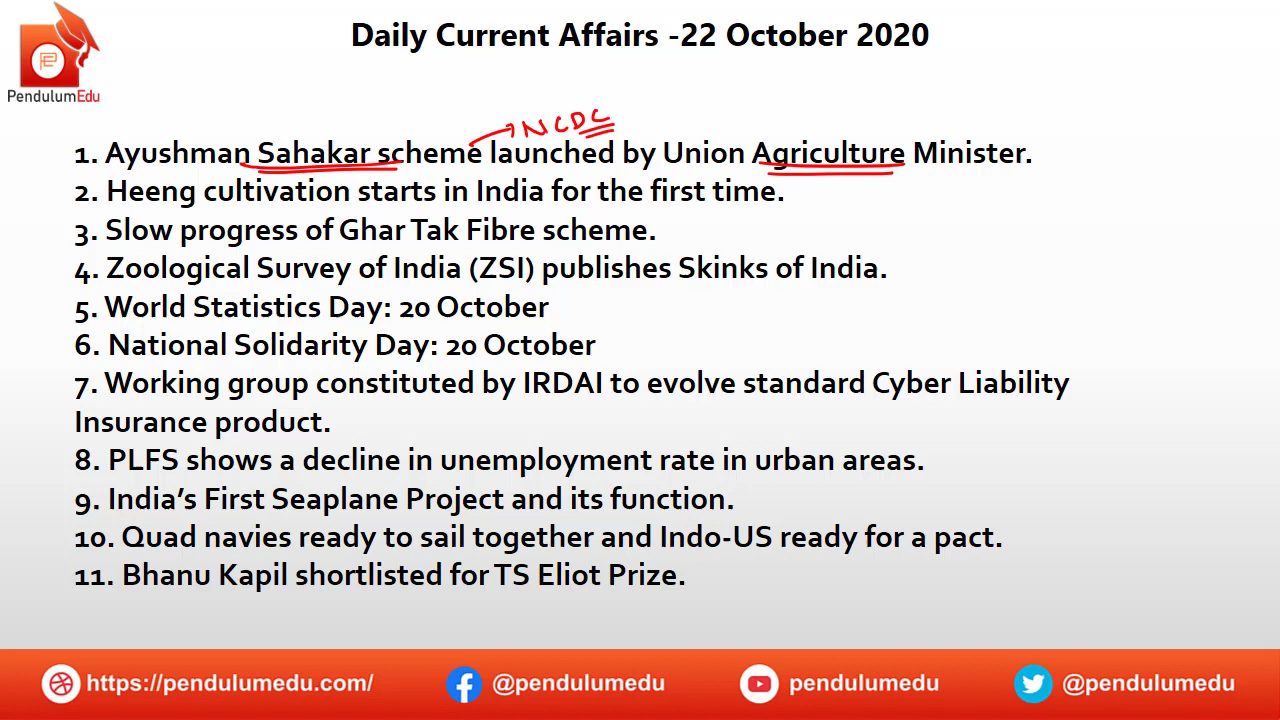 Daily Current Affairs -22 October 2020
PendulumEdu
NCDC
1. Ayushman Sahakar scheme launched by Union Agriculture Minister.
2. Heeng cultivation starts in India for the first time.
3. Slow progress of Ghar Tak Fibre scheme.
4. Zoological Survey of India (ZSI) publishes Skinks of India.
5. World Statistics Day: 20 October
6. National Solidarity Day: 20 October
7. Working group constituted by IRDAI to evolve standard Cyber Liability
Insurance product.
8. PLFS shows a decline in unemployment rate in urban areas.
9. India’s First Seaplane Project and its function.
10. Quad navies ready to sail together and Indo-US ready for a pact.
11. Bhanu Kapil shortlisted for TS Eliot Prize.
https://pendulumedu.com/ @pendulumedu pendulumedu @pendulumedu